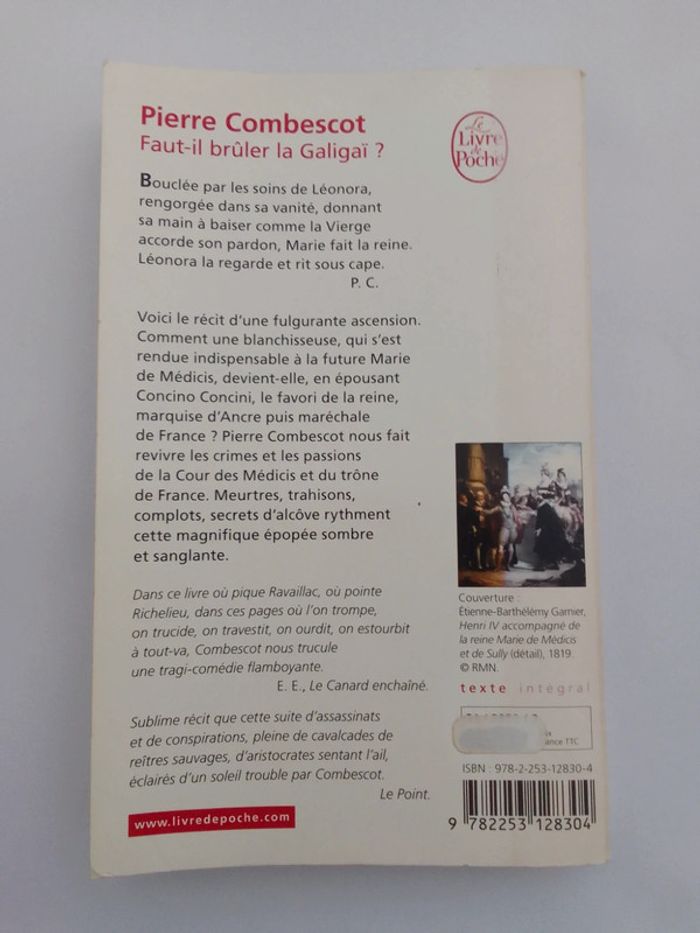 Pierre Combescot
Faut-il brûler la Galigaï ?
Le
Livre
de
Poche
Bouclée par les soins de Léonora,
rengorgée dans sa vanité, donnant
sa main à baiser comme la Vierge
accorde son pardon, Marie fait la reine.
Léonora la regarde et rit sous cape.
P. C.
Voici le récit d'une fulgurante ascension.
Comment une blanchisseuse, qui s'est
rendue indispensable à la future Marie
de Médicis, devient-elle, en épousant
Concino Concini, le favori de la reine,
marquise d'Ancre puis maréchale
de France ? Pierre Combescot nous fait
revivre les crimes et les passions
de la Cour des Médicis et du trône
de France. Meurtres, trahisons,
complots, secrets d'alcôve rythment
cette magnifique épopée sombre
et sanglante.
Dans ce livre où pique Ravaillac, où pointe
Richelieu, dans ces pages où l'on trompe,
on trucide, on travestit, on ourdit, on estourbit
à tout-va, Combescot nous trucule
une tragi-comédie flamboyante.
E. E., Le Canard enchaîné.
Sublime récit que cette suite d'assassinats
et de conspirations, pleine de cavalcades de
reîtres sauvages, d'aristocrates sentant l'ail,
éclairés d'un soleil trouble par Combescot.
Le Point.
www.livredepoche.com
Couverture :
Étienne-Barthélémy Garnier,
Henri IV accompagné de
la reine Marie de Médicis
et de Sully (détail), 1819.
© RMN.
texte intégral
TTC
ISBN : 978-2-253-12830-4
9 782253 128304